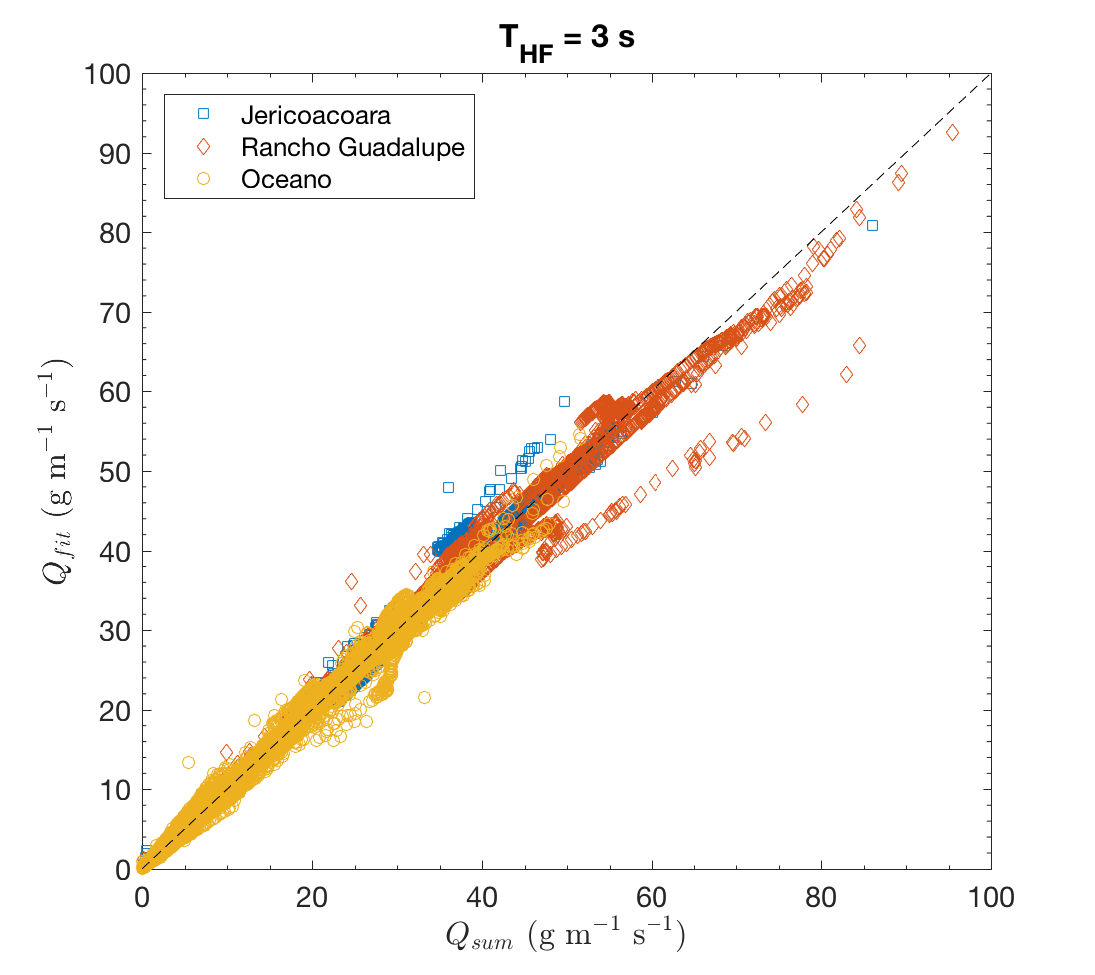 T_HF = 3 s
100
90
80
70
60
50
40
30
20
10
0
Jericoacoara
Rancho Guadalupe
Oceano
Q_fit (g m⁻¹ s⁻¹)
0 20 40 60 80 100
Q_sum (g m⁻¹ s⁻¹)